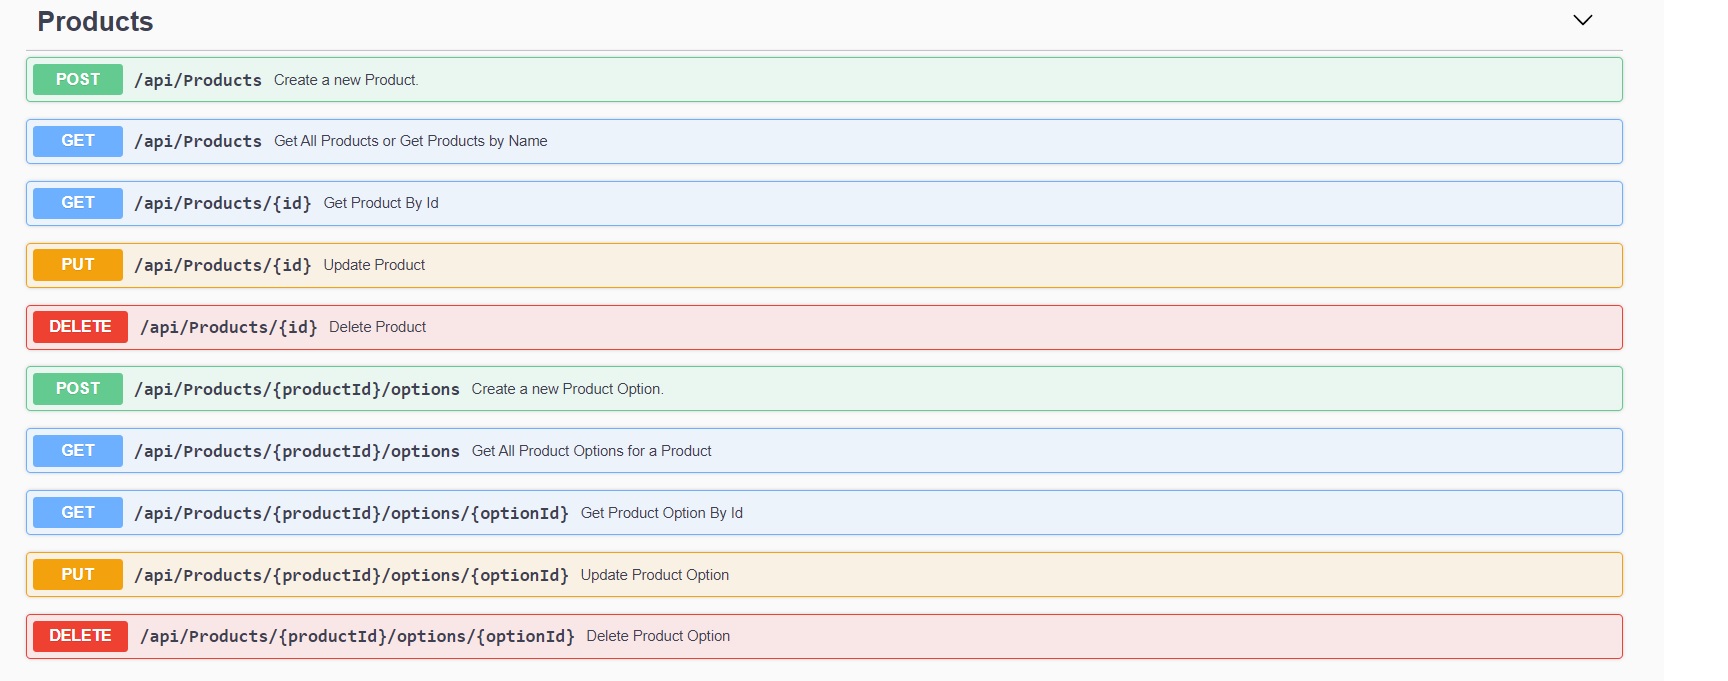 Products
POST /api/Products Create a new Product.
GET /api/Products Get All Products or Get Products by Name
GET /api/Products/{id} Get Product By Id
PUT /api/Products/{id} Update Product
DELETE /api/Products/{id} Delete Product
POST /api/Products/{productId}/options Create a new Product Option.
GET /api/Products/{productId}/options Get All Product Options for a Product
GET /api/Products/{productId}/options/{optionId} Get Product Option By Id
PUT /api/Products/{productId}/options/{optionId} Update Product Option
DELETE /api/Products/{productId}/options/{optionId} Delete Product Option